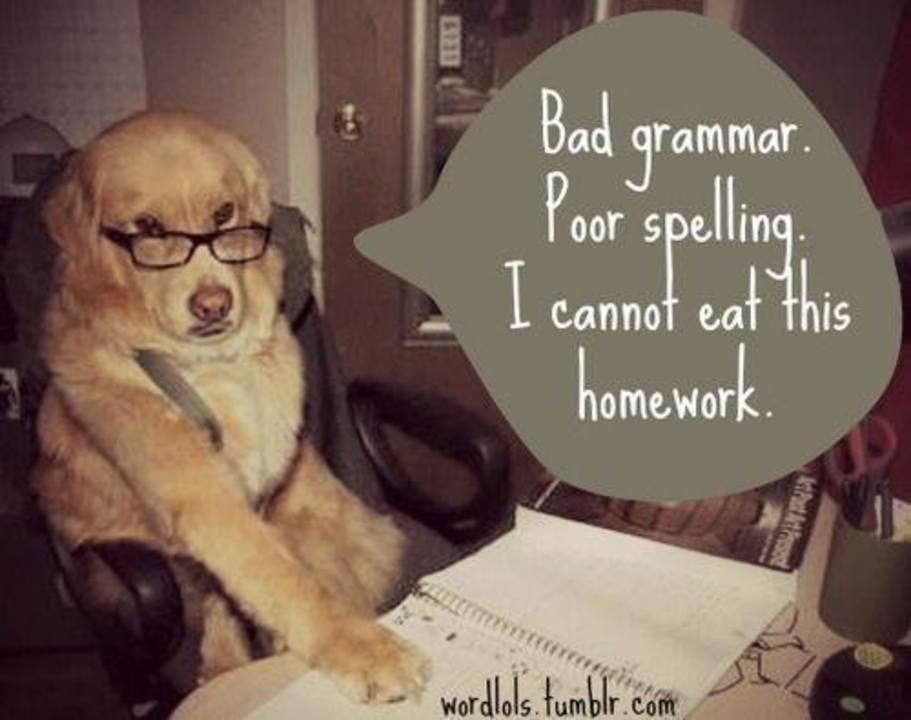 Bad grammar.
Poor spelling.
I cannot eat this
homework.
wordlols.tumblr.com